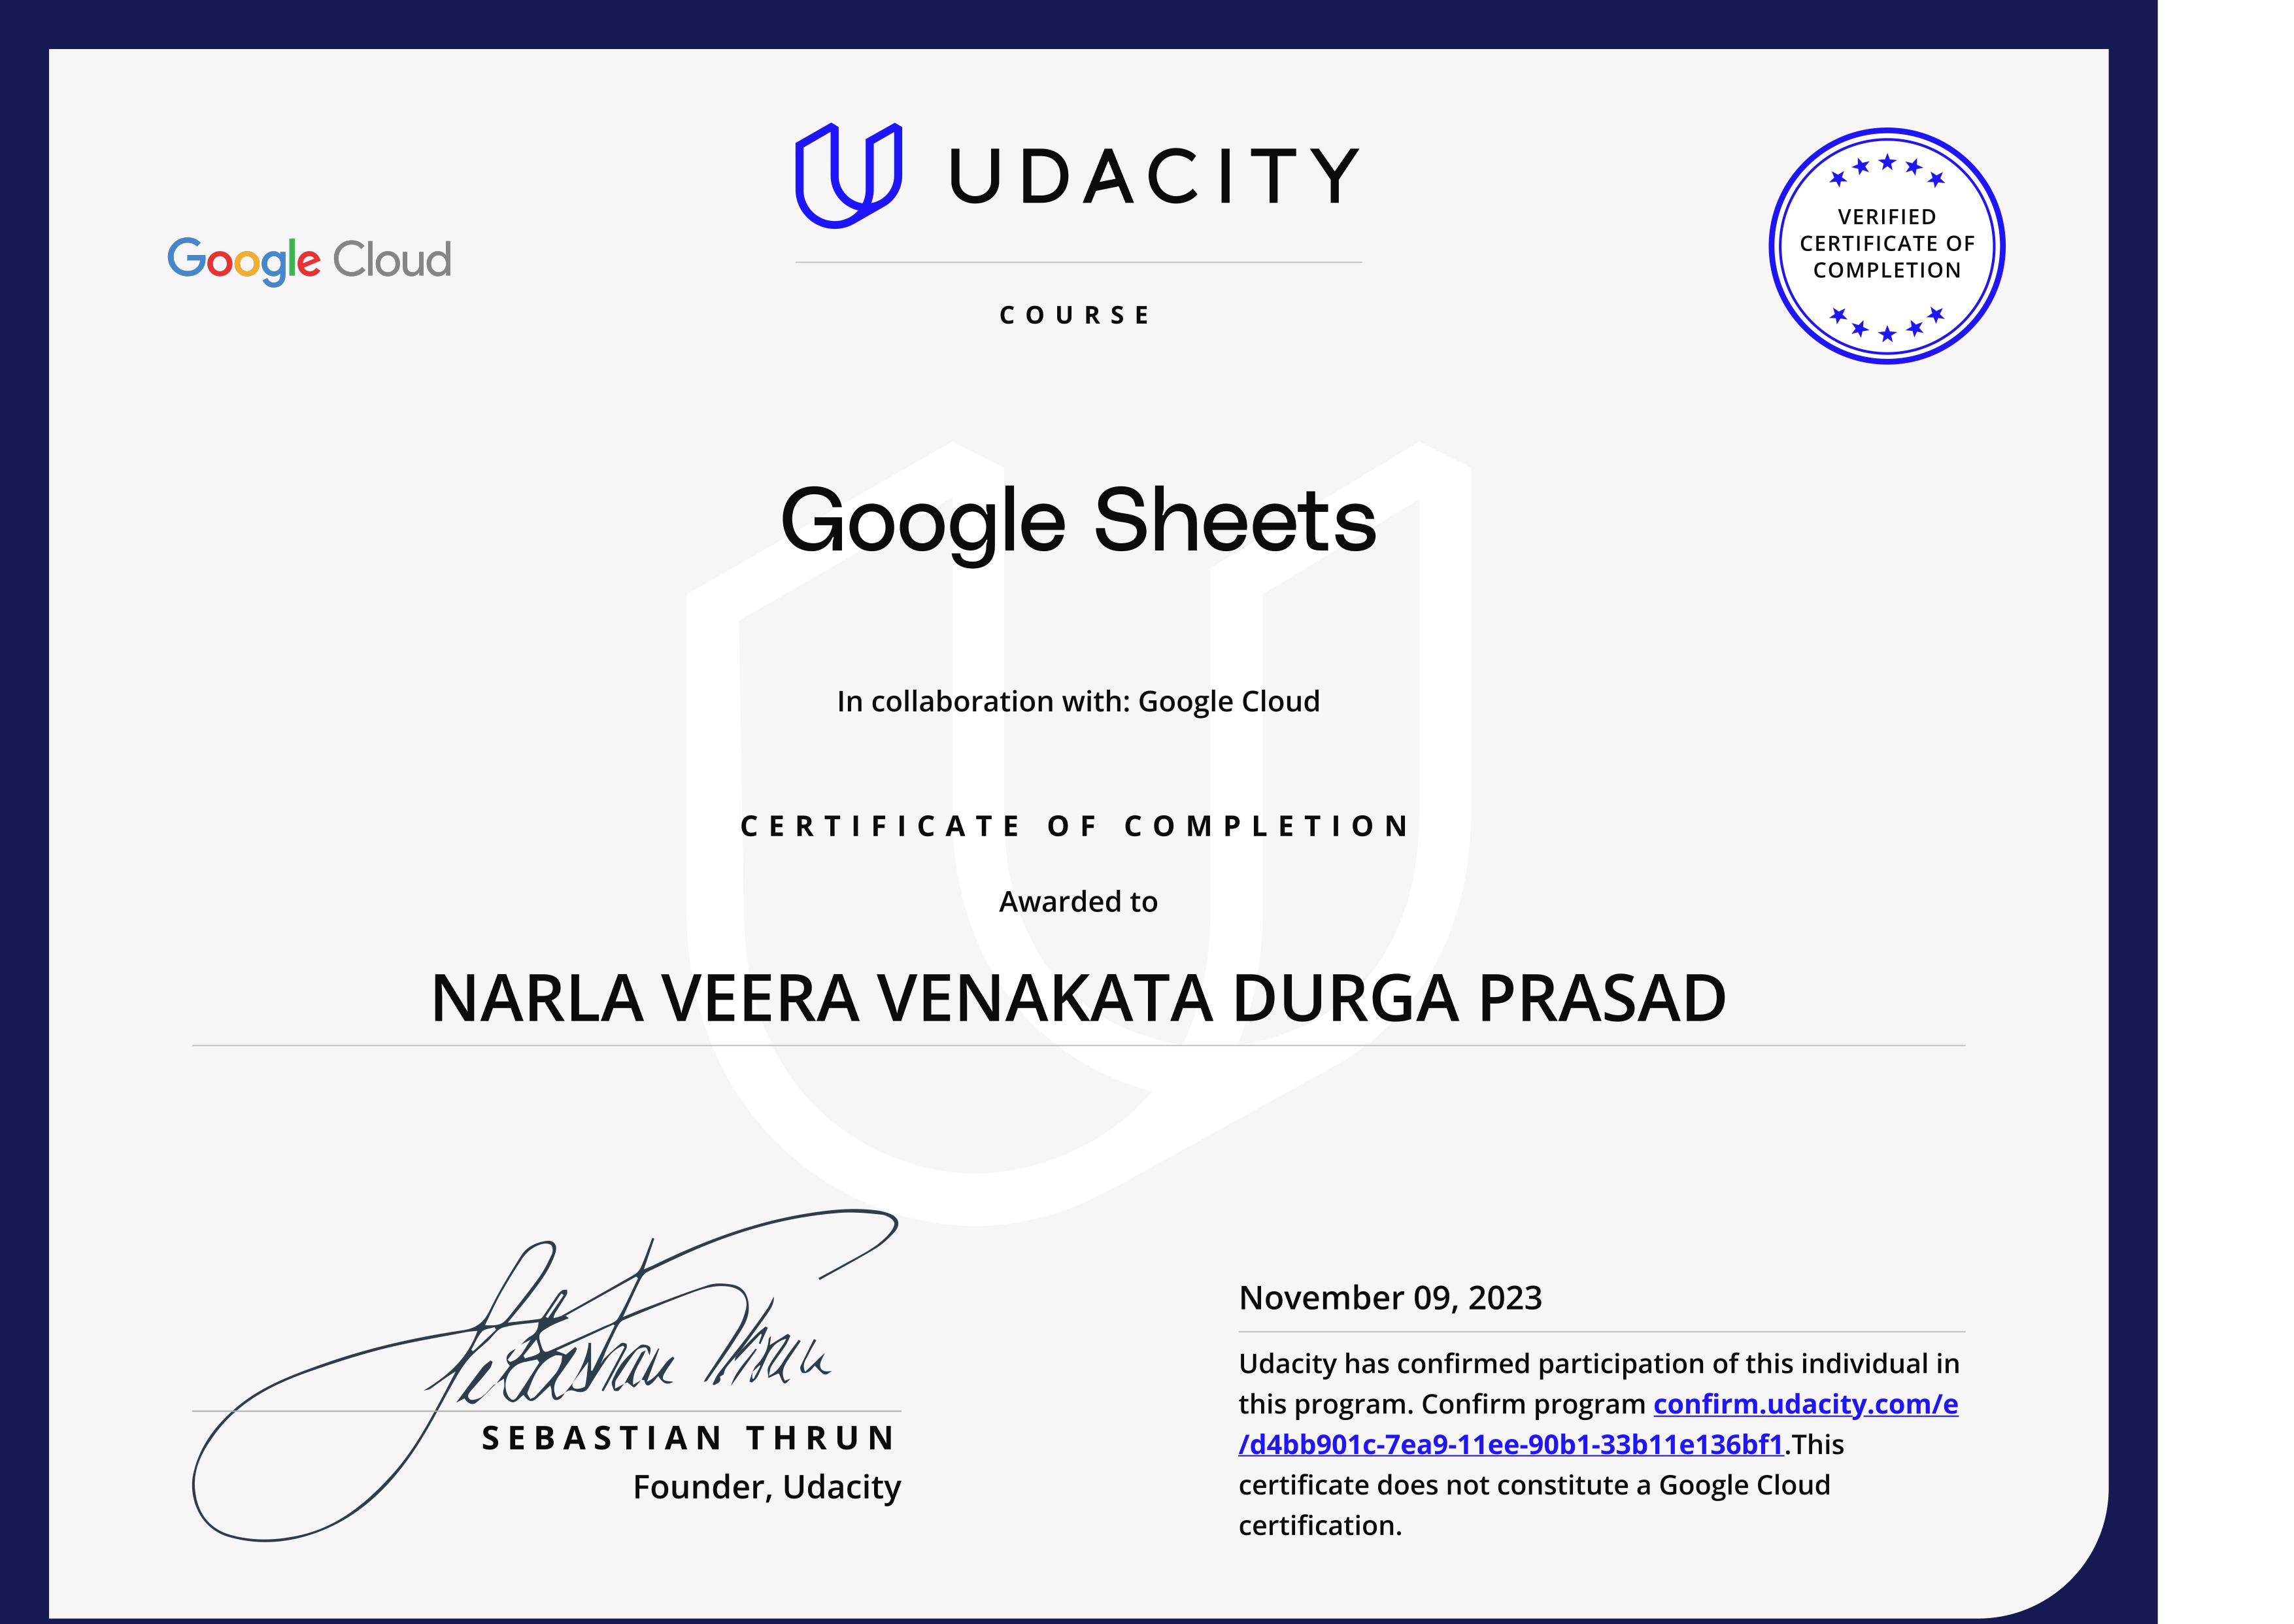 UDACITY
Google Cloud
COURSE
VERIFIED
CERTIFICATE OF
COMPLETION
Google Sheets
In collaboration with: Google Cloud
CERTIFICATE OF COMPLETION
Awarded to
NARLA VEERA VENAKATA DURGA PRASAD
Sebastian Thrun
SEBASTIAN THRUN
Founder, Udacity
November 09, 2023
Udacity has confirmed participation of this individual in
this program. Confirm program confirm.udacity.com/e
/d4bb901c-7ea9-11ee-90b1-33b11e136bf1.This
certificate does not constitute a Google Cloud
certification.